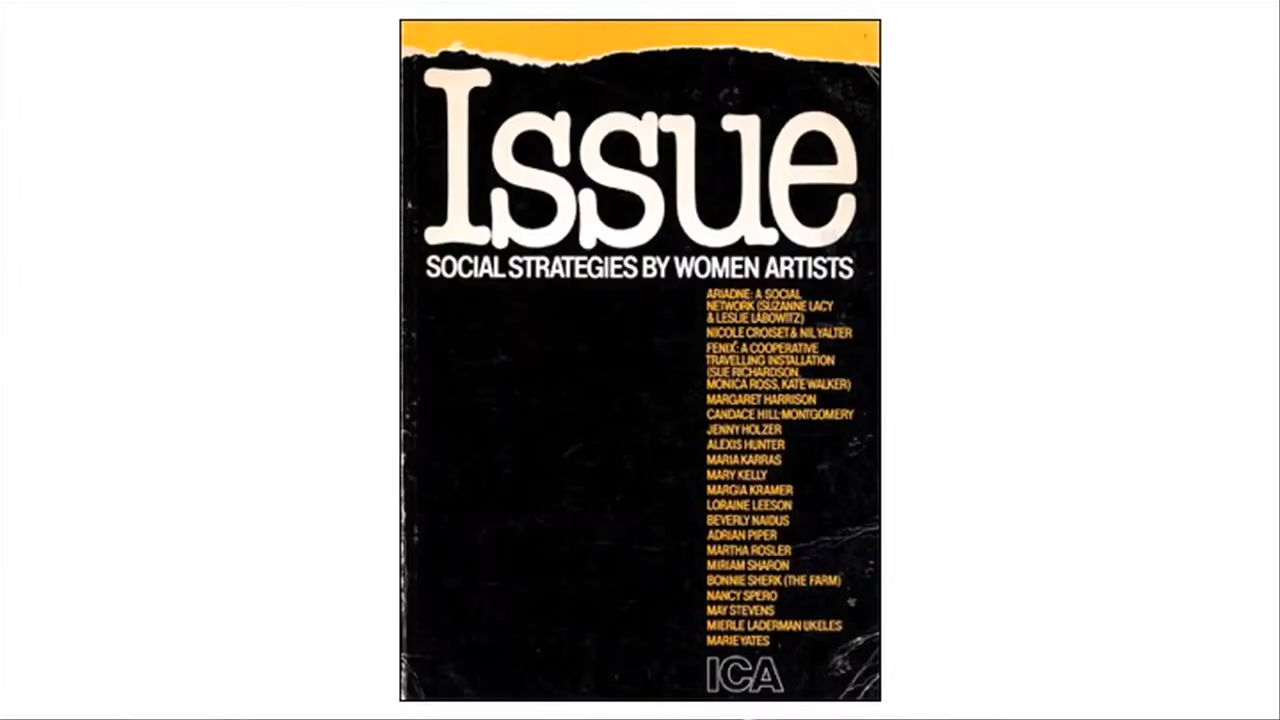 Issue
SOCIAL STRATEGIES BY WOMEN ARTISTS
ARIADNE: A SOCIAL
NETWORK (SUZANNE LACY
& LESLIE LABOWITZ)
NICOLE CROISET & NIL YALTER
FENIX: A COOPERATIVE
TRAVELLING INSTALLATION
(SUE RICHARDSON,
MONICA ROSS, KATE WALKER)
MARGARET HARRISON
CANDACE HILL-MONTGOMERY
JENNY HOLZER
ALEXIS HUNTER
MARIA KARRAS
MARY KELLY
MARGIA KRAMER
LORAINE LEESON
BEVERLY NAIDUS
ADRIAN PIPER
MARTHA ROSLER
MIRIAM SHARON
BONNIE SHERK (THE FARM)
NANCY SPERO
MAY STEVENS
MIERLE LADERMAN UKELES
MARIE YATES
ICA